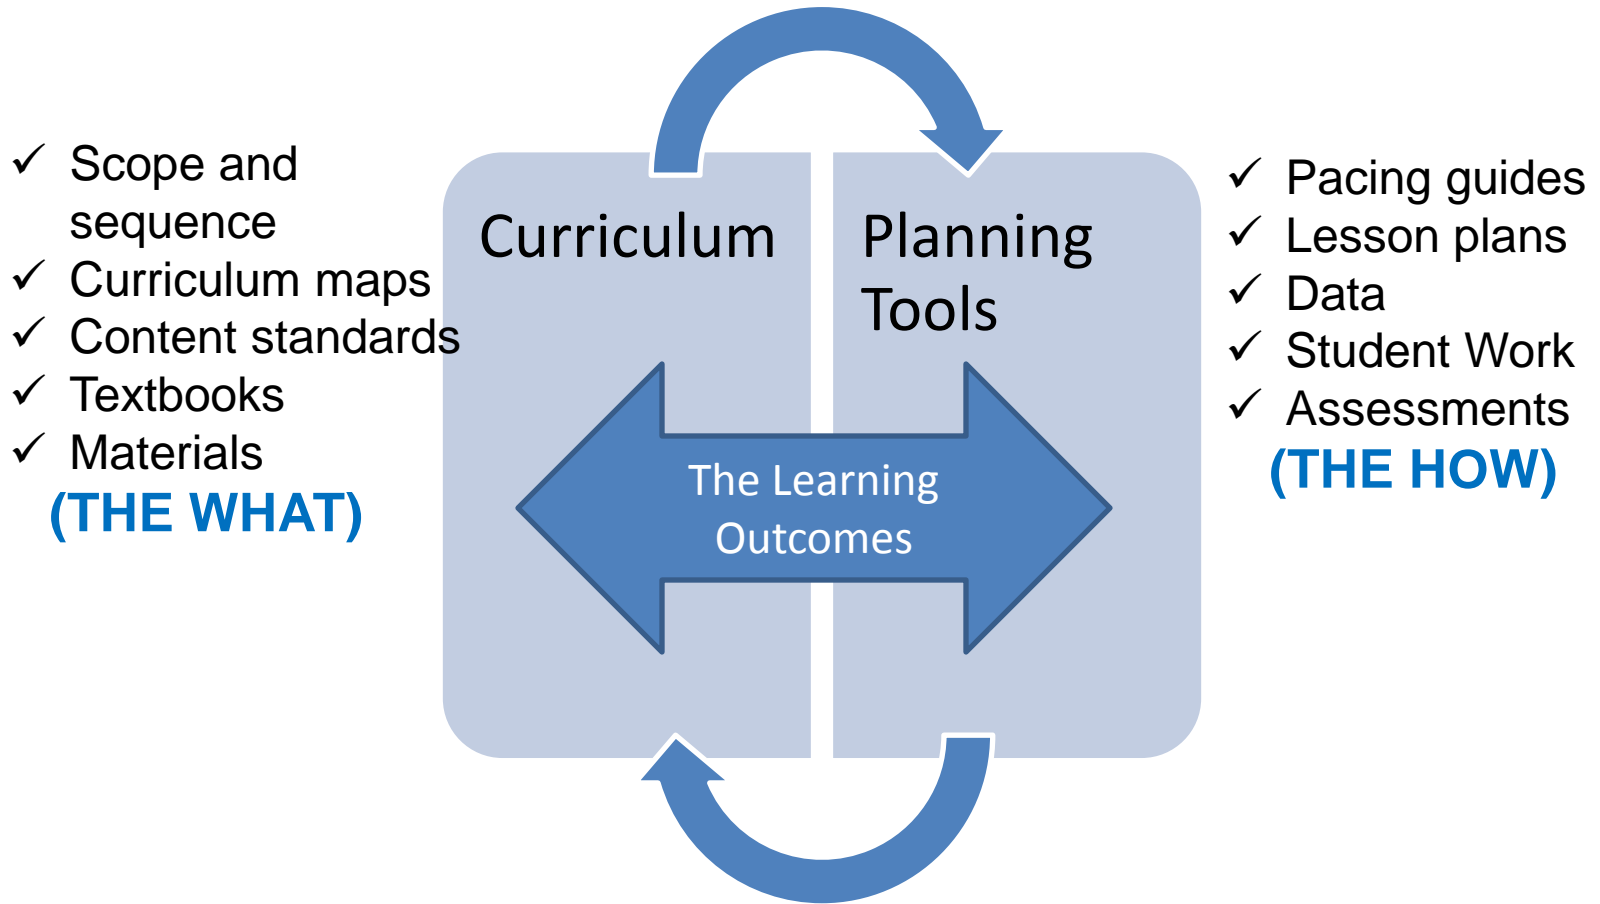 ✓ Scope and
sequence
✓ Curriculum maps
✓ Content standards
✓ Textbooks
✓ Materials
(THE WHAT)
Curriculum
Planning
Tools
The Learning
Outcomes
✓ Pacing guides
✓ Lesson plans
✓ Data
✓ Student Work
✓ Assessments
(THE HOW)